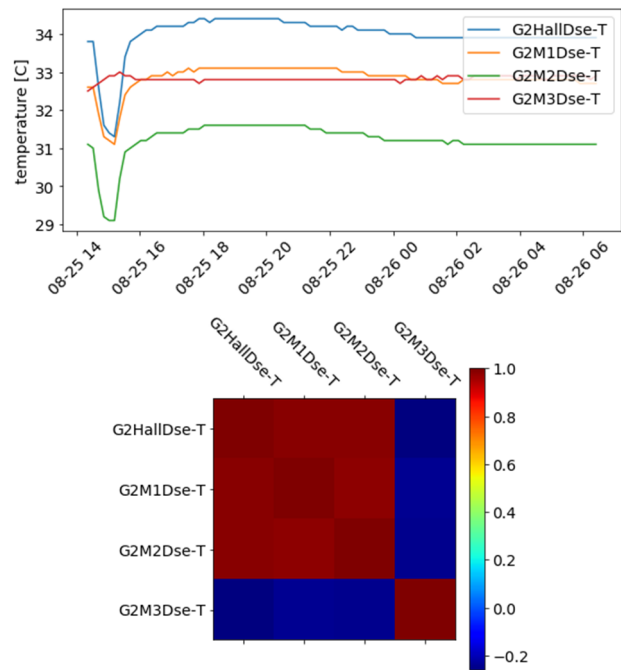 temperature [C]
34
33
32
31
30
29
G2HallDse-T
G2M1Dse-T
G2M2Dse-T
G2M3Dse-T
08-25 14
08-25 16
08-25 18
08-25 20
08-25 22
08-26 00
08-26 02
08-26 04
08-26 06
G2HallDse-T
G2M1Dse-T
G2M2Dse-T
G2M3Dse-T
G2HallDse-T
G2M1Dse-T
G2M2Dse-T
G2M3Dse-T
1.0
0.8
0.6
0.4
0.2
0.0
−0.2